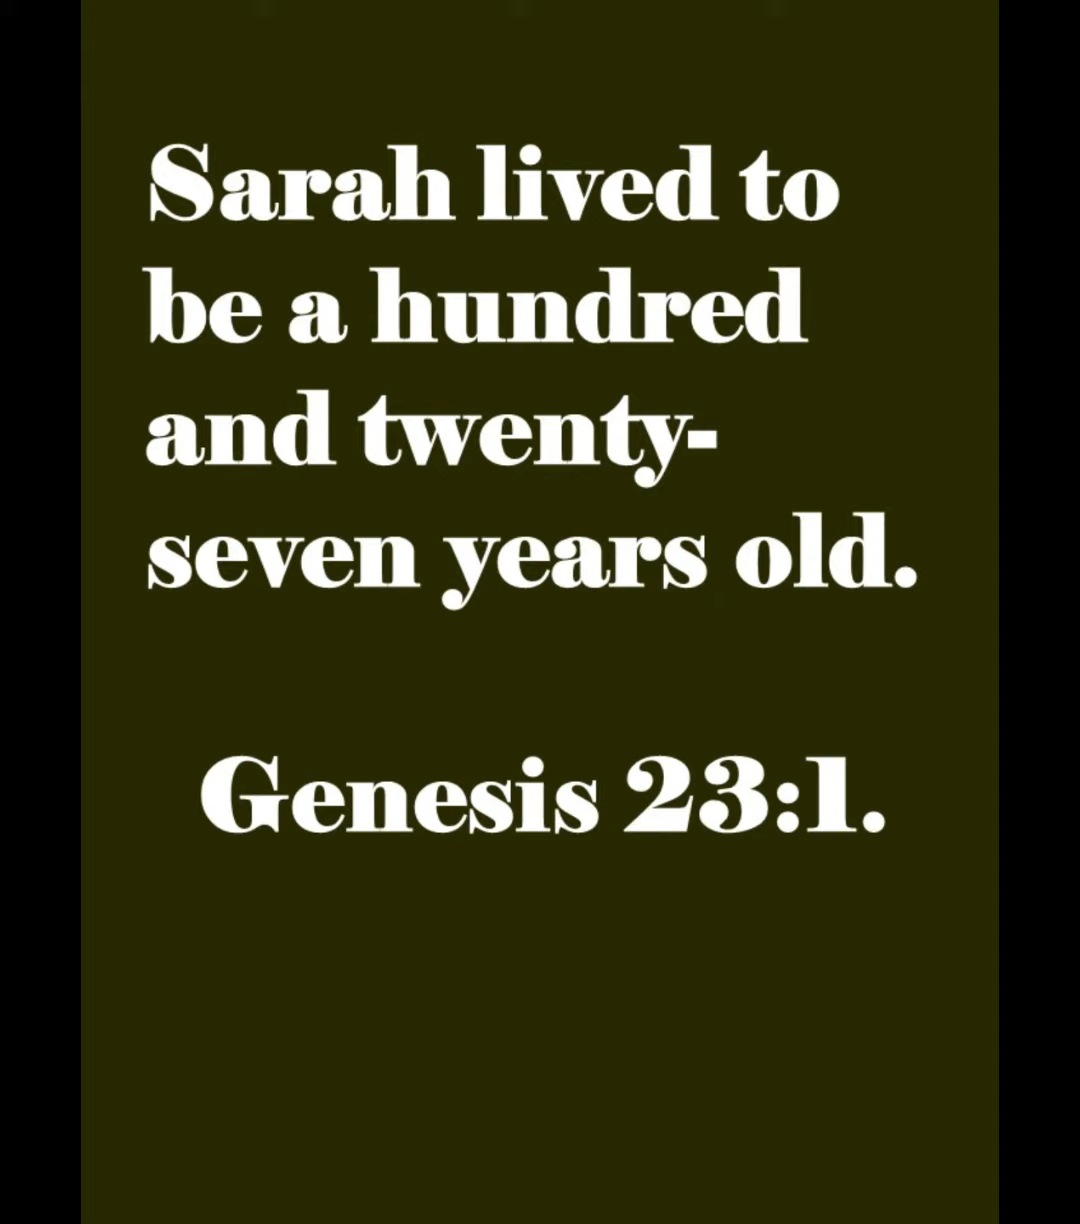 Sarah lived to
be a hundred
and twenty-
seven years old.
Genesis 23:1.